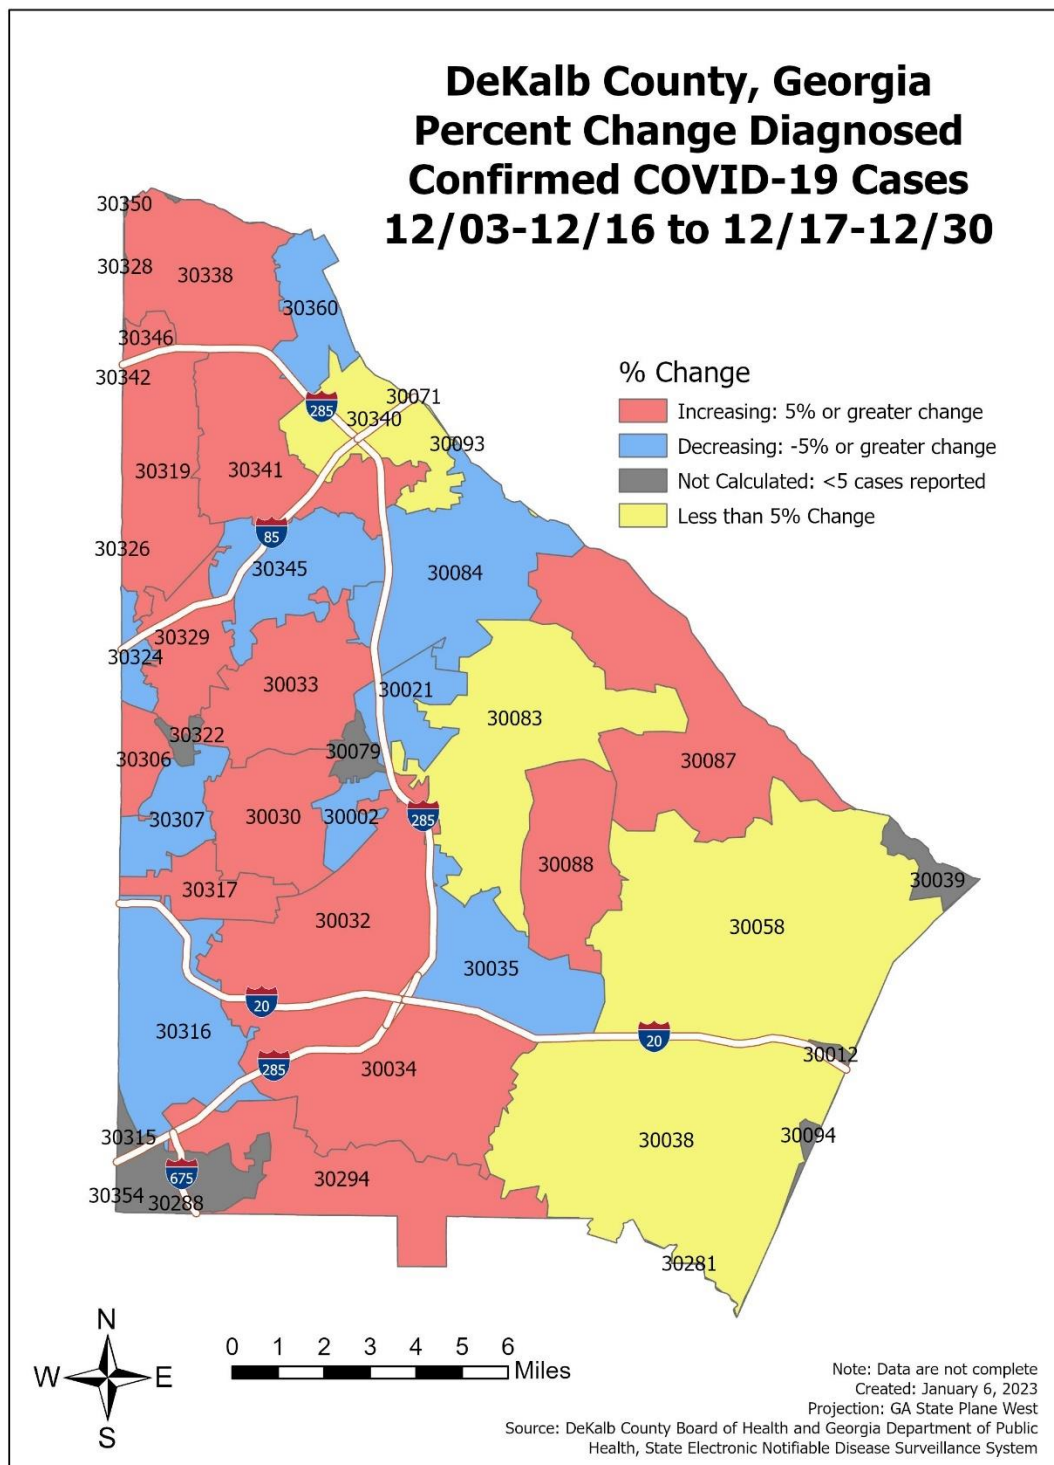 DeKalb County, Georgia
Percent Change Diagnosed
Confirmed COVID-19 Cases
12/03-12/16 to 12/17-12/30
30350
30328
30338
30360
30346
30342
% Change
Increasing: 5% or greater change
Decreasing: -5% or greater change
Not Calculated: <5 cases reported
Less than 5% Change
30071
285
30340
30093
30319
30341
85
30326
30345
30084
30329
30324
30033
30021
30083
30322
30079
30306
30087
30307
30030
30002
285
30088
30317
30039
30032
30058
30035
20
30316
20
30012
285
30034
30315
30038
30094
675
30294
30354
30288
30281
N
W
E
S
0 1 2 3 4 5 6
Miles
Note: Data are not complete
Created: January 6, 2023
Projection: GA State Plane West
Source: DeKalb County Board of Health and Georgia Department of Public
Health, State Electronic Notifiable Disease Surveillance System